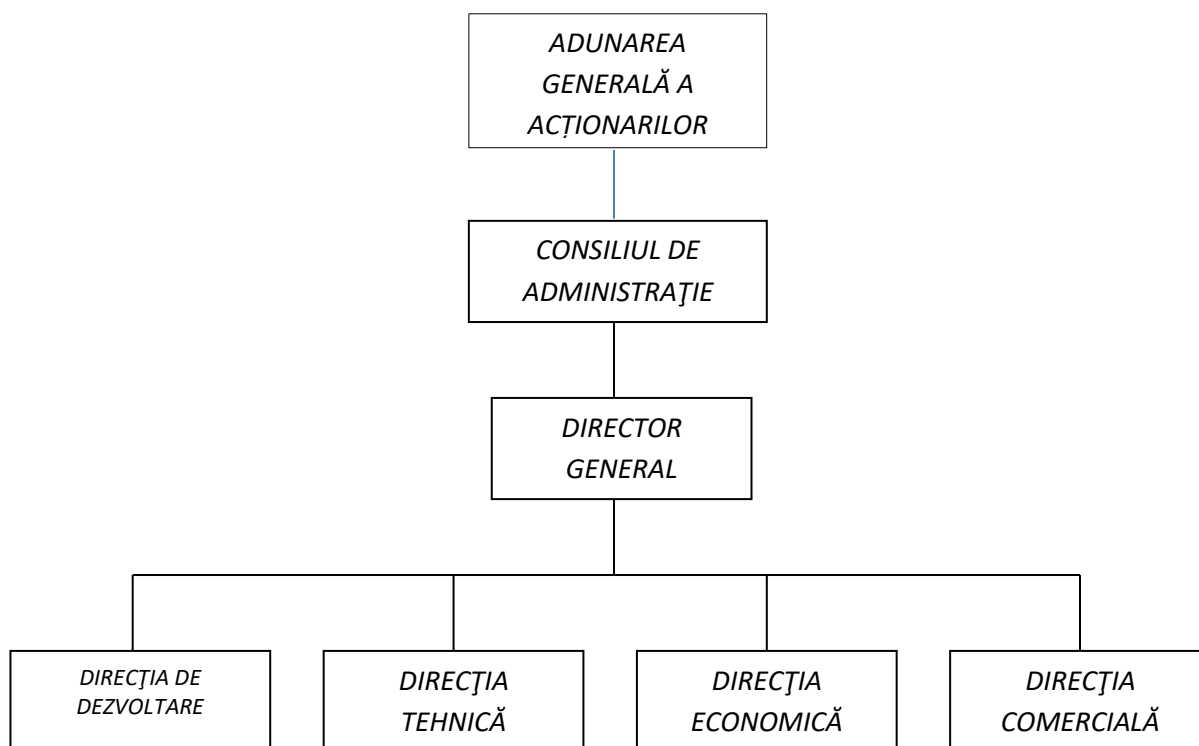 ADUNAREA
GENERALĂ A
ACȚIONARILOR
CONSILIUL DE
ADMINISTRAŢIE
DIRECTOR
GENERAL
DIRECŢIA DE
DEZVOLTARE
DIRECŢIA
TEHNICĂ
DIRECŢIA
ECONOMICĂ
DIRECŢIA
COMERCIALĂ